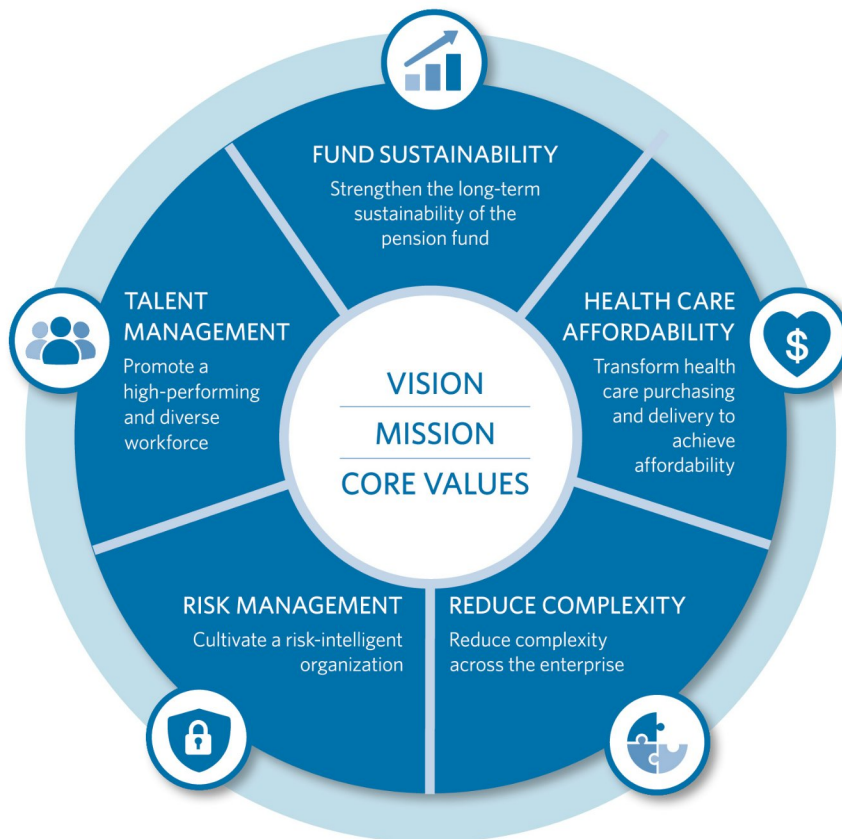 FUND SUSTAINABILITY
Strengthen the long-term
sustainability of the
pension fund
HEALTH CARE
AFFORDABILITY
Transform health
care purchasing
and delivery to
achieve
affordability
$
REDUCE COMPLEXITY
Reduce complexity
across the enterprise
RISK MANAGEMENT
Cultivate a risk-intelligent
organization
TALENT
MANAGEMENT
Promote a
high-performing
and diverse
workforce
VISION
MISSION
CORE VALUES